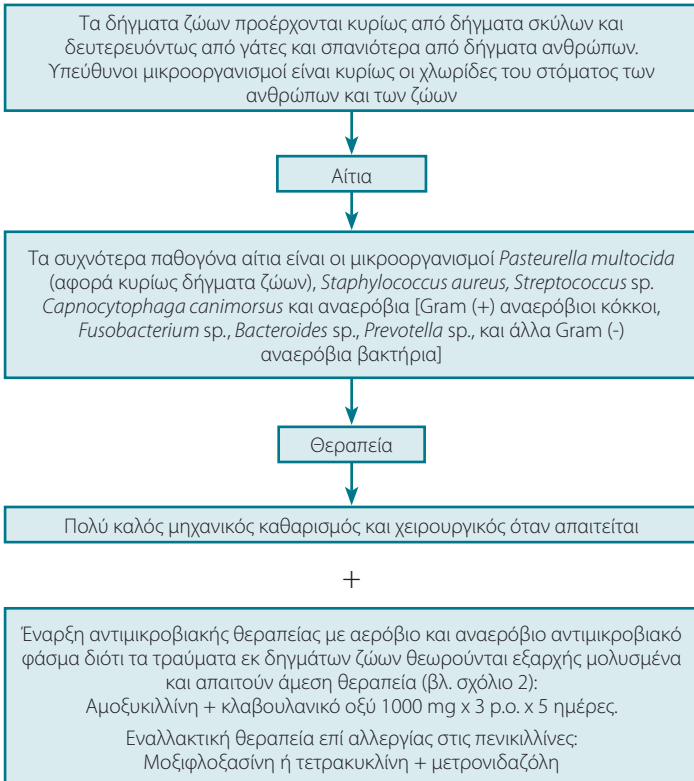 Τα δήγματα ζώων προέρχονται κυρίως από δήγματα σκύλων και
δευτερευόντως από γάτες και σπανιότερα από δήγματα ανθρώπων.
Υπεύθυνοι μικροοργανισμοί είναι κυρίως οι χλωρίδες του στόματος των
ανθρώπων και των ζώων
Αίτια
Τα συχνότερα παθογόνα αίτια είναι οι μικροοργανισμοί Pasteurella multocida
(αφορά κυρίως δήγματα ζώων), Staphylococcus aureus, Streptococcus sp.
Capnocytophaga canimorsus και αναερόβια [Gram (+) αναερόβιοι κόκκοι,
Fusobacterium sp., Bacteroides sp., Prevotella sp., και άλλα Gram (-)
αναερόβια βακτήρια]
Θεραπεία
Πολύ καλός μηχανικός καθαρισμός και χειρουργικός όταν απαιτείται
+
Έναρξη αντιμικροβιακής θεραπείας με αερόβιο και αναερόβιο αντιμικροβιακό
φάσμα διότι τα τραύματα εκ δηγμάτων ζώων θεωρούνται εξαρχής μολυσμένα
και απαιτούν άμεση θεραπεία (βλ. σχόλιο 2):
Αμοξυκιλλίνη + κλαβουλανικό οξύ 1000 mg x 3 p.o. x 5 ημέρες.
Εναλλακτική θεραπεία επί αλλεργίας στις πενικιλλίνες:
Μοξιφλοξασίνη ή τετρακυκλίνη + μετρονιδαζόλη